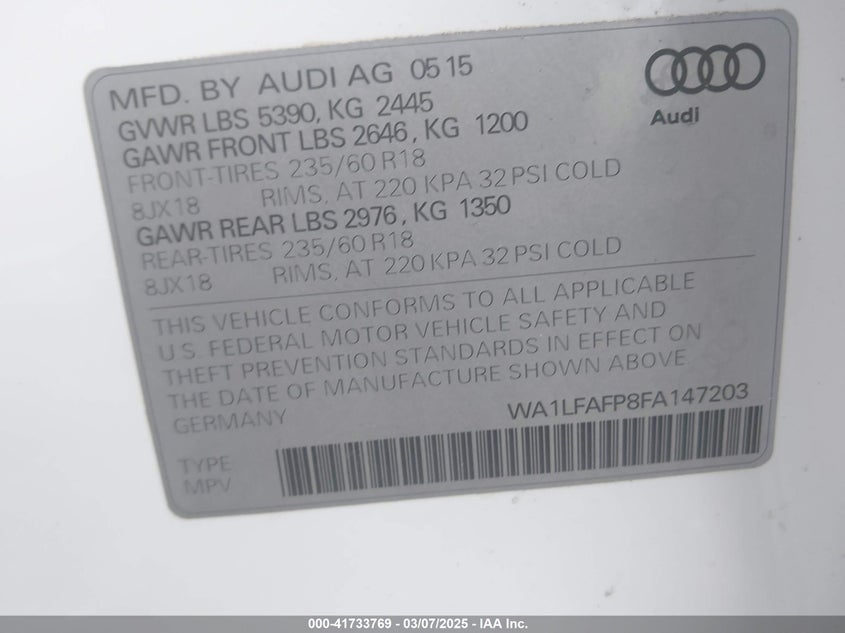 MFD. BY AUDI AG 05 15
GVWR LBS 5390, KG 2445
GAWR FRONT LBS 2646, KG 1200
FRONT-TIRES 235/60 R18
8JX18 RIMS, AT 220 KPA 32 PSI COLD
GAWR REAR LBS 2976, KG 1350
REAR-TIRES 235/60 R18
8JX18 RIMS, AT 220 KPA 32 PSI COLD
Audi
THIS VEHICLE CONFORMS TO ALL APPLICABLE
U.S. FEDERAL MOTOR VEHICLE SAFETY AND
THEFT PREVENTION STANDARDS IN EFFECT ON
THE DATE OF MANUFACTURE SHOWN ABOVE
GERMANY WA1LFAFP8FA147203
TYPE
MPV
000-41733769 - 03/07/2025 - IAA Inc.